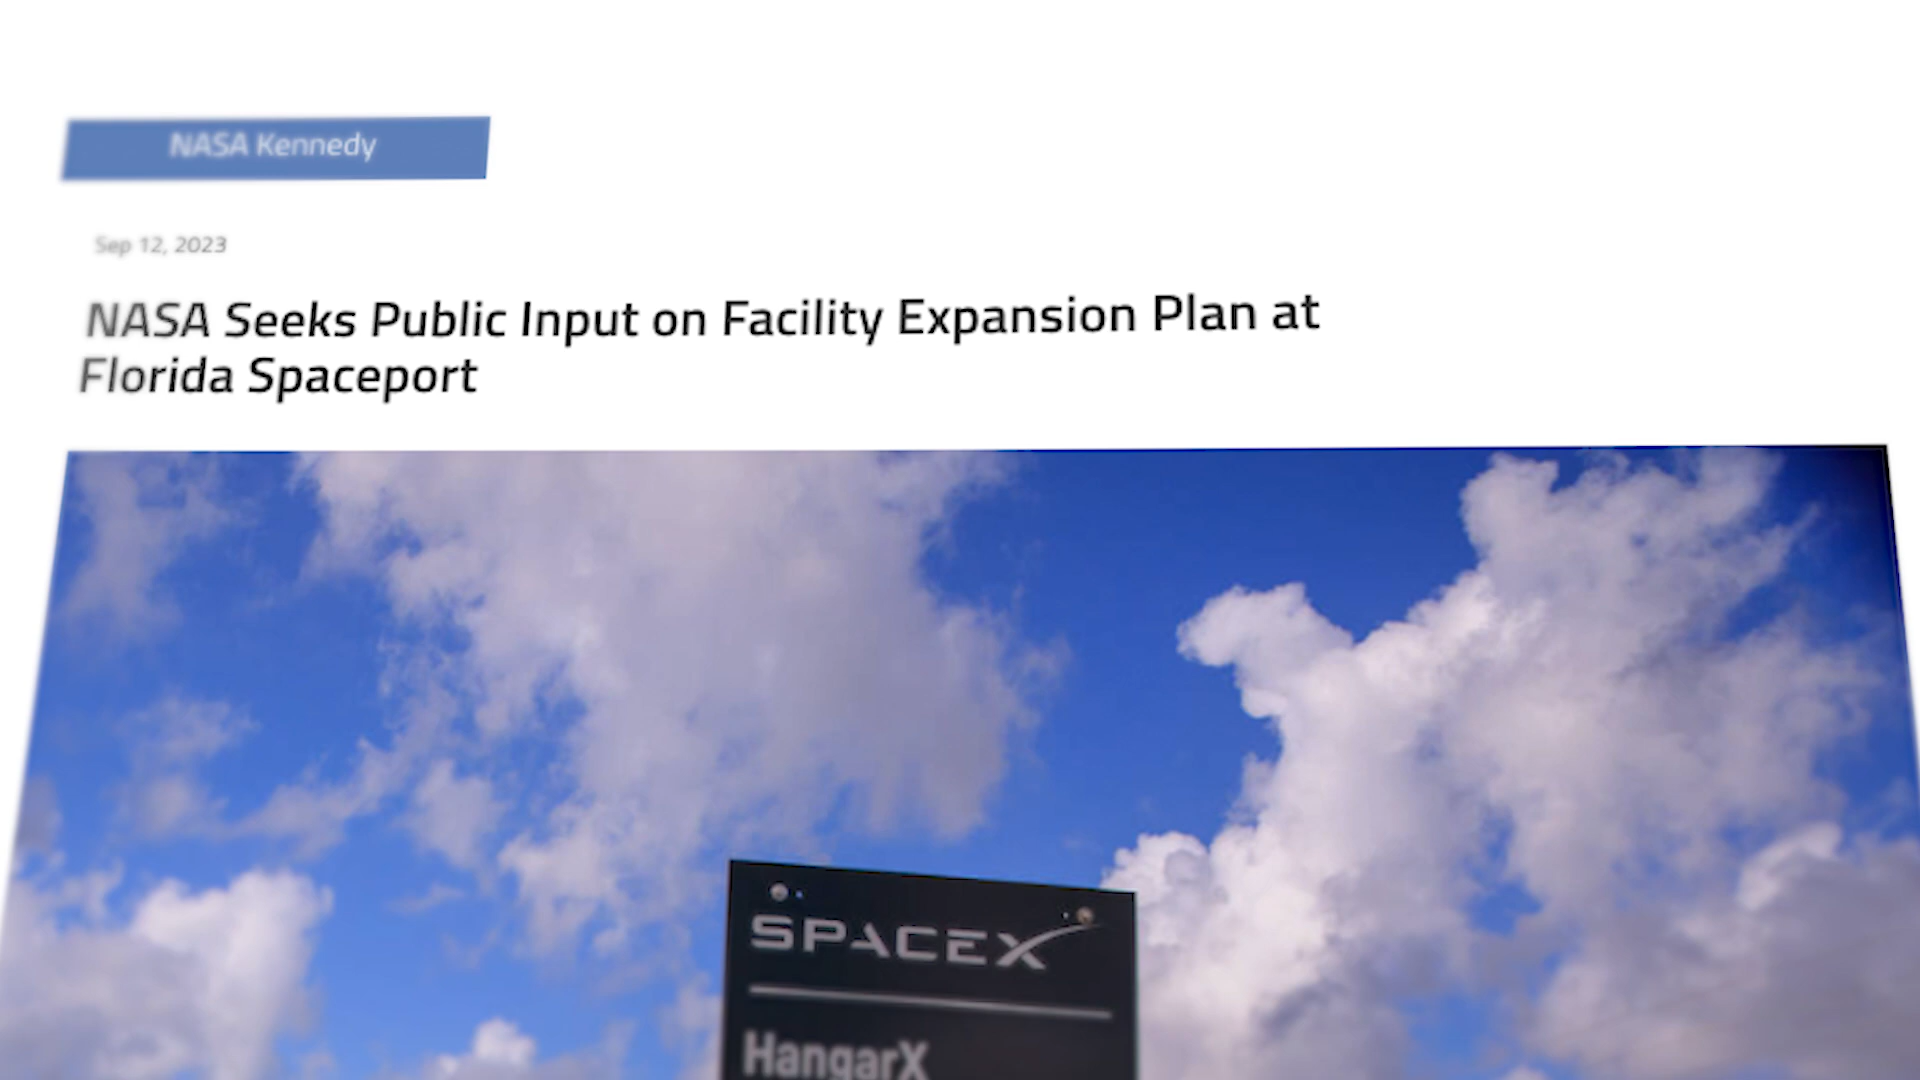 NASA Kennedy
Sep 12, 2023
NASA Seeks Public Input on Facility Expansion Plan at
Florida Spaceport
SPACEX
HangarX